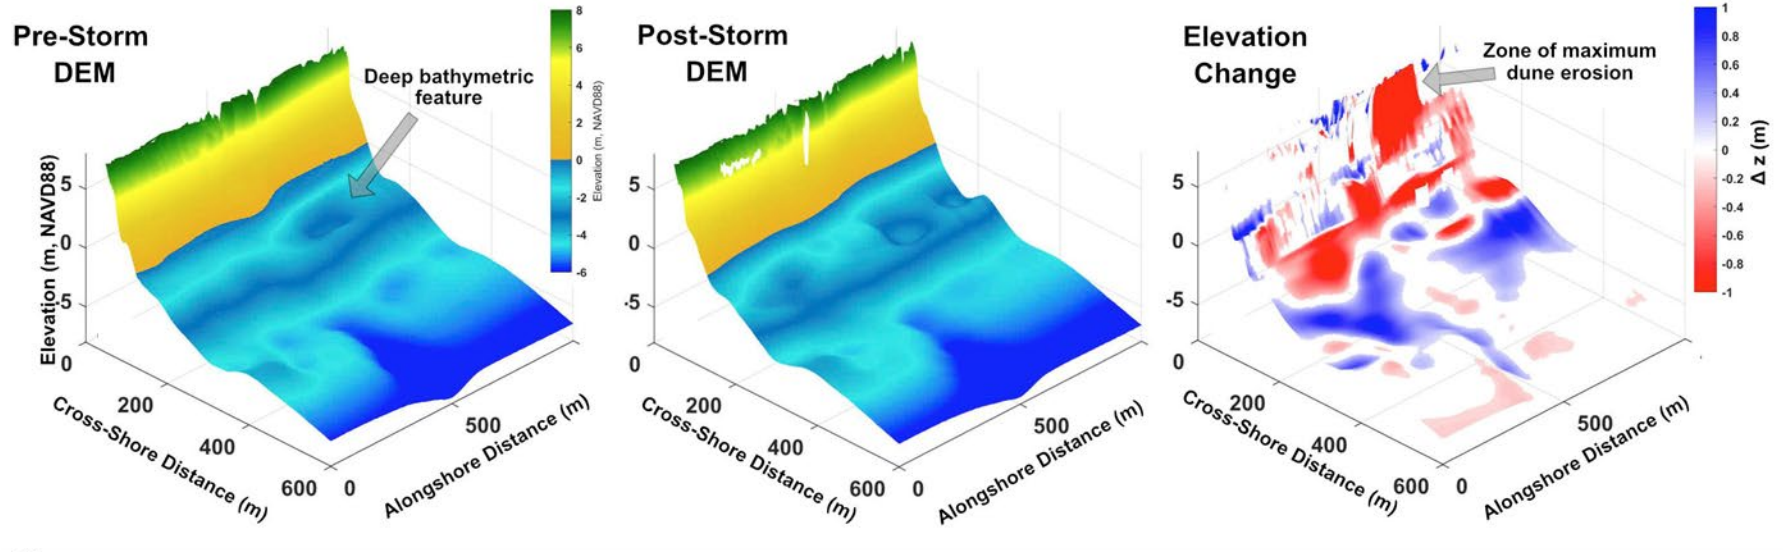 Pre-Storm
DEM
Deep bathymetric
feature
8
6
4
2
0
-2
-4
-6
Elevation (m, NAVD88)
Elevation (m, NAVD88)
5
0
-5
0
200
400
600
Cross-Shore Distance (m)
0
500
Alongshore Distance (m)
Post-Storm
DEM
5
0
-5
0
200
400
600
Cross-Shore Distance (m)
0
500
Alongshore Distance (m)
Elevation
Change
Zone of maximum
dune erosion
1
0.8
0.6
0.4
0.2
0
-0.2
-0.4
-0.6
-0.8
-1
Δ z (m)
5
0
-5
0
200
400
600
Cross-Shore Distance (m)
0
500
Alongshore Distance (m)